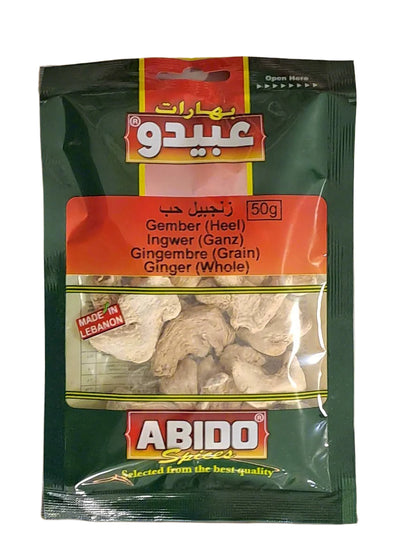 Open Here
بهارات
عبيدو®
زنجبيل حب 50g
Gember (Heel)
Ingwer (Ganz)
Gingembre (Grain)
Ginger (Whole)
MADE IN
LEBANON
ABIDO®
Spices
Selected from the best quality